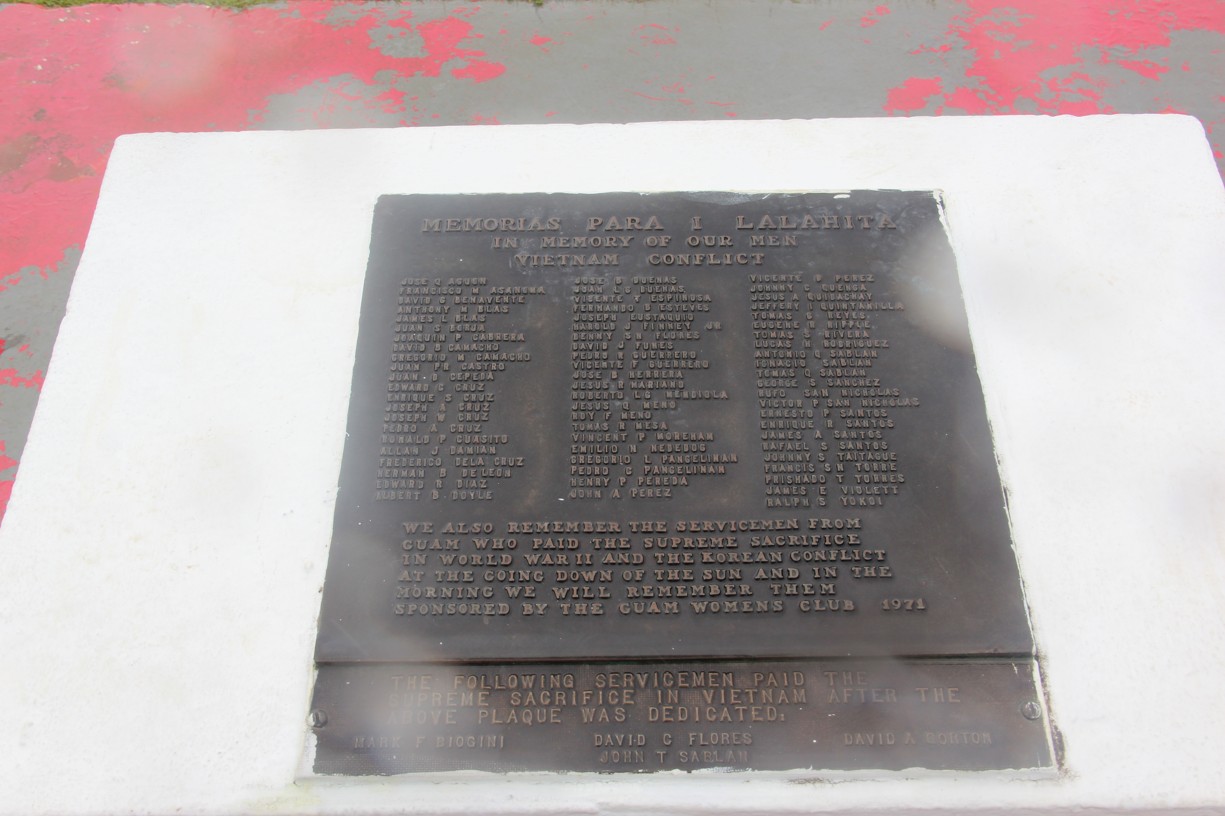 MEMORIAS PARA I LALAHITA
IN MEMORY OF OUR MEN
VIETNAM CONFLICT
JOSE Q AGUON
FRANCISCO M ASANOMA
DAVID G BENAVENTE
ANTHONY M BLAS
JAMES L BLAS
JUAN S BORJA
JOAQUIN P CABRERA
DAVID B CAMACHO
GREGORIO M CAMACHO
JUAN PR CASTRO
JUAN B CEPEDA
EDWARD C CRUZ
ENRIQUE S CRUZ
JOSEPH A CRUZ
JOSEPH W CRUZ
PEDRO A CRUZ
RONALD P GUASITO
ALLAN J DAMIAN
FREDERICO DELA CRUZ
HERMAN B DELEON
EDWARD R DIAZ
ALBERT B DOYLE
JOSE B DUENAS
JUAN LG DUENAS
VICENTE T ESPINOSA
FERNANDO B ESTEVES
JOSEPH EUSTAQUIO
HAROLD J FINNEY JR
BENNY SN FLORES
DAVID J FUNES
PEDRO R GUERRERO
VICENTE F GUERRERO
JOSE B HERRERA
JESUS R MARIANO
ROBERTO LG MENDIOLA
JESUS Q MENO
ROY F MENO
TOMAS R MESA
VINCENT P MOREHAM
EMILIO N NEDEDOG
GREGORIO L PANGELINAN
PEDRO C PANGELINAN
HENRY P PEREDA
JOHN A PEREZ
VICENTE P PEREZ
JOHNNY C QUENGA
JESUS A QUIDACHAY
JEFFERY I QUINTANILLA
TOMAS G REYES
EUGENE R RIPPLE
TOMAS S RIVERA
LUCAS M RODRIGUEZ
ANTONIO Q SABLAN
IGNACIO SABLAN
TOMAS Q SABLAN
GEORGE S SANCHEZ
RUFO SAN NICHOLAS
VICTOR P SAN NICHOLAS
ERNESTO P SANTOS
ENRIQUE R SANTOS
JAMES A SANTOS
RAFAEL S SANTOS
JOHNNY S TAITAGUE
FRANCIS SN TORRE
PRISHADO T TORRES
JAMES E VIOLETT
RALPH S YOKOI
WE ALSO REMEMBER THE SERVICEMEN FROM
GUAM WHO PAID THE SUPREME SACRIFICE
IN WORLD WAR II AND THE KOREAN CONFLICT
AT THE GOING DOWN OF THE SUN AND IN THE
MORNING WE WILL REMEMBER THEM
SPONSORED BY THE GUAM WOMENS CLUB 1971
THE FOLLOWING SERVICEMEN PAID THE
SUPREME SACRIFICE IN VIETNAM AFTER THE
ABOVE PLAQUE WAS DEDICATED:
MARK F BIOGINI DAVID G FLORES DAVID A GORTON
JOHN T SABLAN